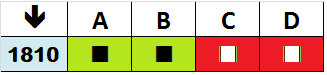 🡻 A B C D
1810 ■ ■ □ □